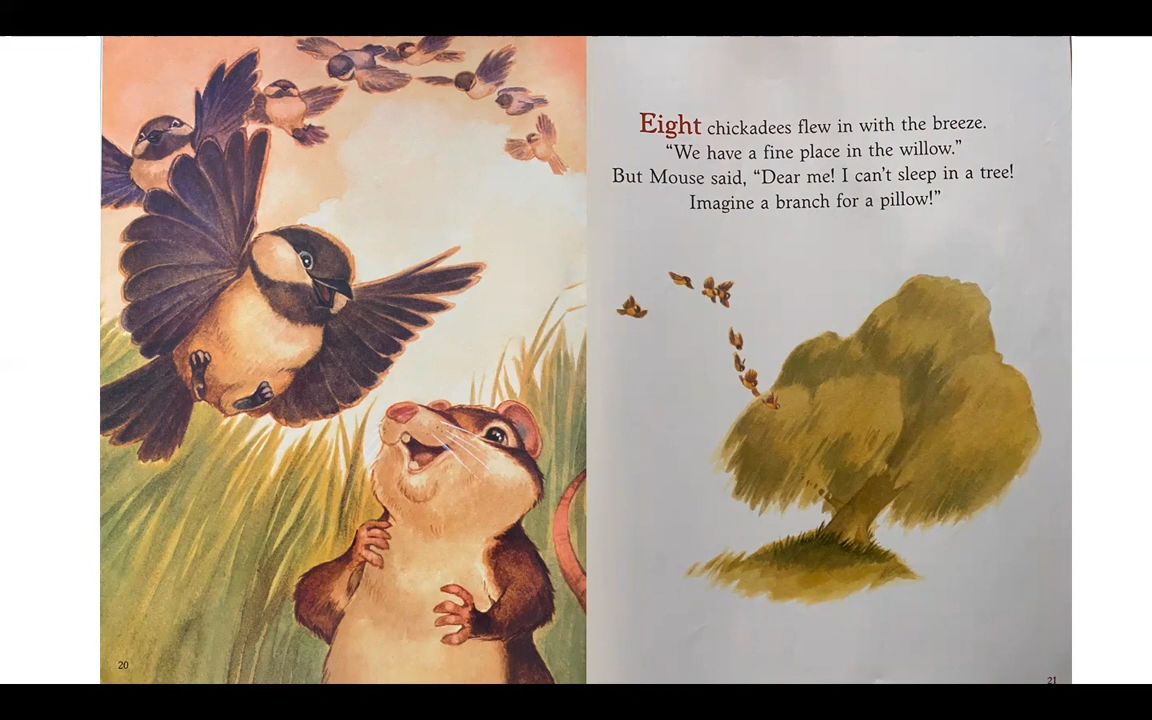 Eight chickadees flew in with the breeze.
“We have a fine place in the willow.”
But Mouse said, “Dear me! I can’t sleep in a tree!
Imagine a branch for a pillow!”
20
21